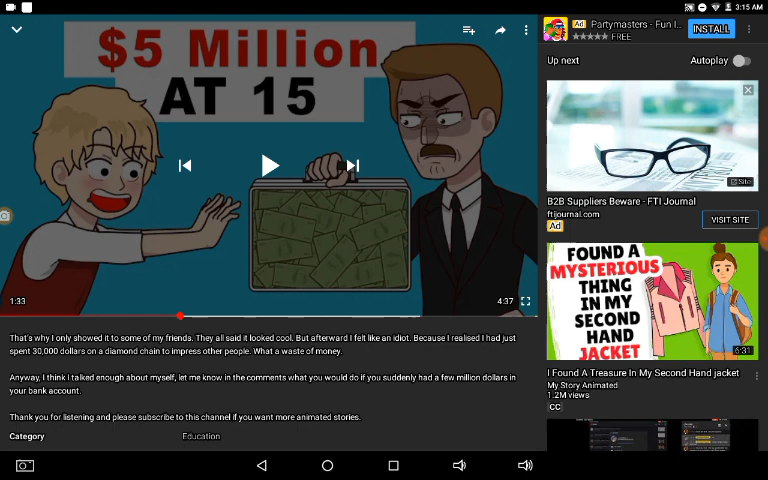 3:15 AM
$5 Million
AT 15
1:33
4:37
That's why I only showed it to some of my friends. They all said it looked cool. But afterward I felt like an idiot. Because I realised I had just
spent 30,000 dollars on a diamond chain to impress other people. What a waste of money.
Anyway, I think I talked enough about myself, let me know in the comments what you would do if you suddenly had a few million dollars in
your bank account.
Thank you for listening and please subscribe to this channel if you want more animated stories.
Category
Education
Ad Partymasters - Fun I...
FREE
INSTALL
Up next
Autoplay
Site
B2B Suppliers Beware - FTI Journal
ftijournal.com
Ad
VISIT SITE
FOUND A
MYSTERIOUS
THING
IN MY
SECOND
HAND
JACKET
6:31
I Found A Treasure In My Second Hand jacket
My Story Animated
1.2M views
CC